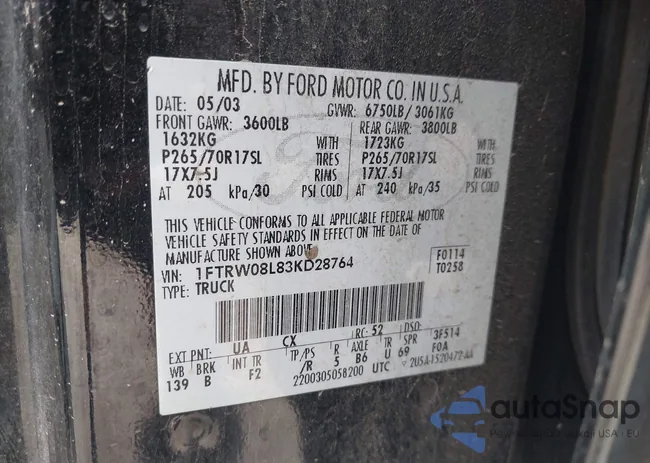 MFD. BY FORD MOTOR CO. IN U.S.A.
DATE: 05/03 GVWR: 6750LB/ 3061KG
FRONT GAWR: 3600LB REAR GAWR: 3800LB
1632KG WITH 1723KG WITH
P265/70R17SL TIRES P265/70R17SL TIRES
17X7.5J RIMS 17X7.5J RIMS
AT 205 kPa/30 PSI COLD AT 240 kPa/35 PSI COLD
THIS VEHICLE CONFORMS TO ALL APPLICABLE FEDERAL MOTOR
VEHICLE SAFETY STANDARDS IN EFFECT ON THE DATE OF
MANUFACTURE SHOWN ABOVE
VIN: 1FTRW08L83KD28764 F0114
TYPE: TRUCK T0258
EXT PNT: UA CX RC: 52 DSO:
WB BRK INT TR TP/PS R AXLE TR SPR 3F514
139 B F2 /R 5 B6 U 69 F0A
2200305058200 UTC 2U5A-1520472-AA
autaSnap